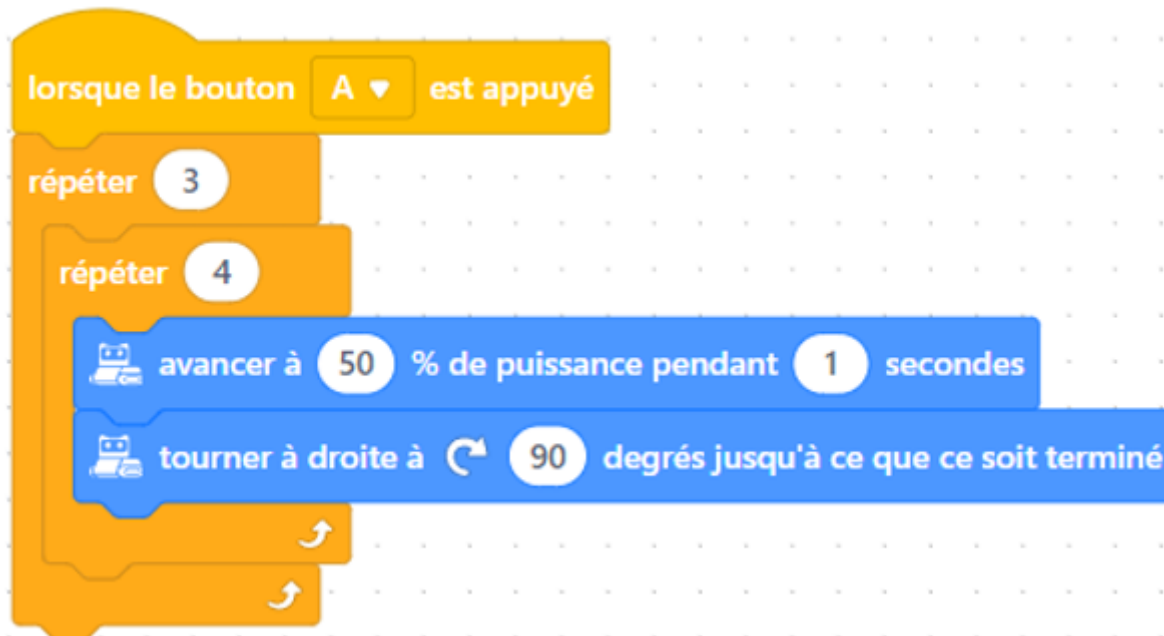 lorsque le bouton A est appuyé
répéter 3
répéter 4
avancer à 50 % de puissance pendant 1 secondes
tourner à droite à 90 degrés jusqu'à ce que ce soit terminé